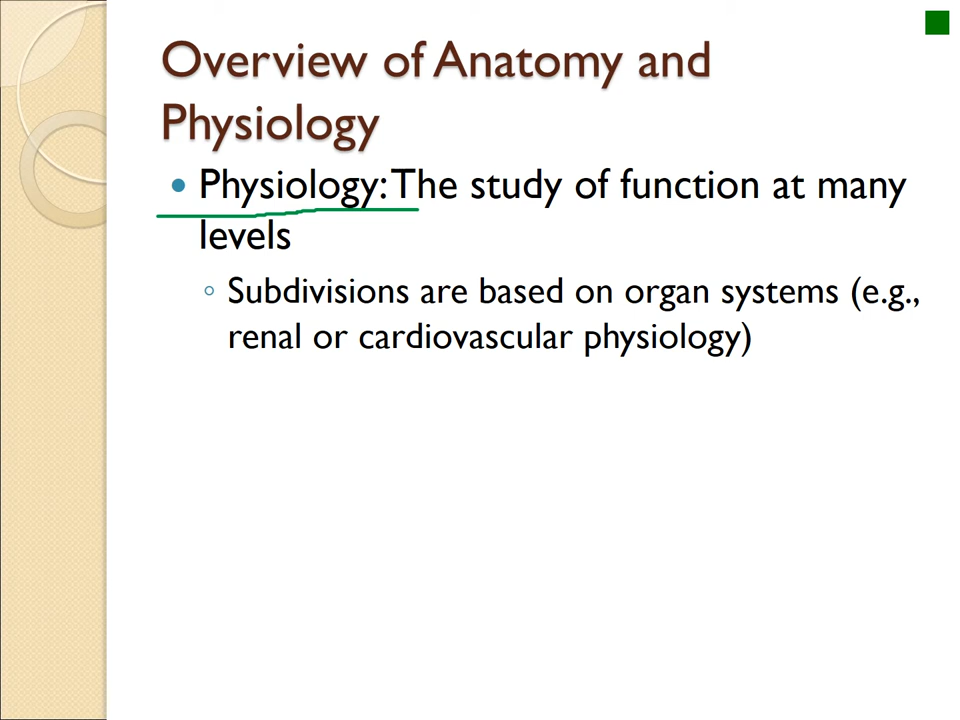 Overview of Anatomy and
Physiology
• Physiology: The study of function at many
levels
◦ Subdivisions are based on organ systems (e.g.,
renal or cardiovascular physiology)